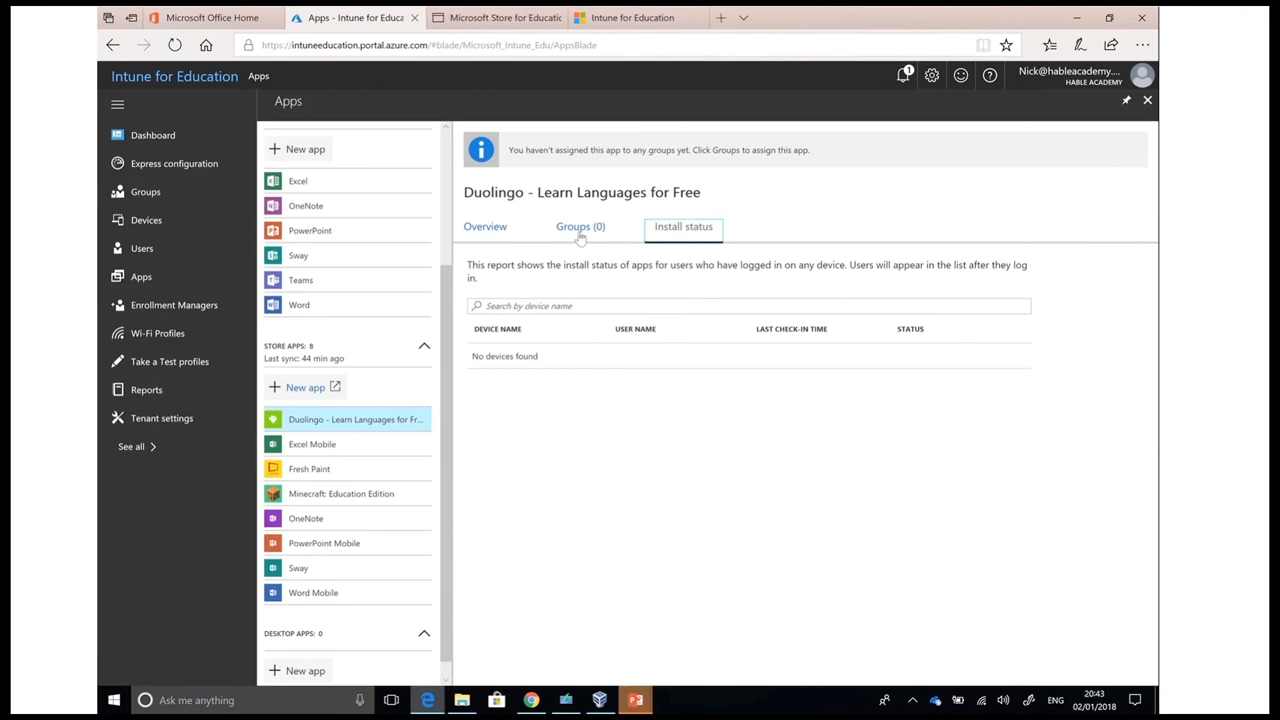 Microsoft Office Home
Apps - Intune for Educa
Microsoft Store for Educatio
Intune for Education
https://intuneeducation.portal.azure.com/#blade/Microsoft_Intune_Edu/AppsBlade
Intune for Education
Apps
1
Nick@hableacademy....
HABLE ACADEMY
Apps
Dashboard
Express configuration
Groups
Devices
Users
Apps
Enrollment Managers
Wi-Fi Profiles
Take a Test profiles
Reports
Tenant settings
See all
New app
Excel
OneNote
PowerPoint
Sway
Teams
Word
STORE APPS: 8
Last sync: 44 min ago
New app
Duolingo - Learn Languages for Fr...
Excel Mobile
Fresh Paint
Minecraft: Education Edition
OneNote
PowerPoint Mobile
Sway
Word Mobile
DESKTOP APPS: 0
New app
You haven't assigned this app to any groups yet. Click Groups to assign this app.
Duolingo - Learn Languages for Free
Overview
Groups (0)
Install status
This report shows the install status of apps for users who have logged in on any device. Users will appear in the list after they log
in.
Search by device name
DEVICE NAME
USER NAME
LAST CHECK-IN TIME
STATUS
No devices found
Ask me anything
ENG
20:43
02/01/2018